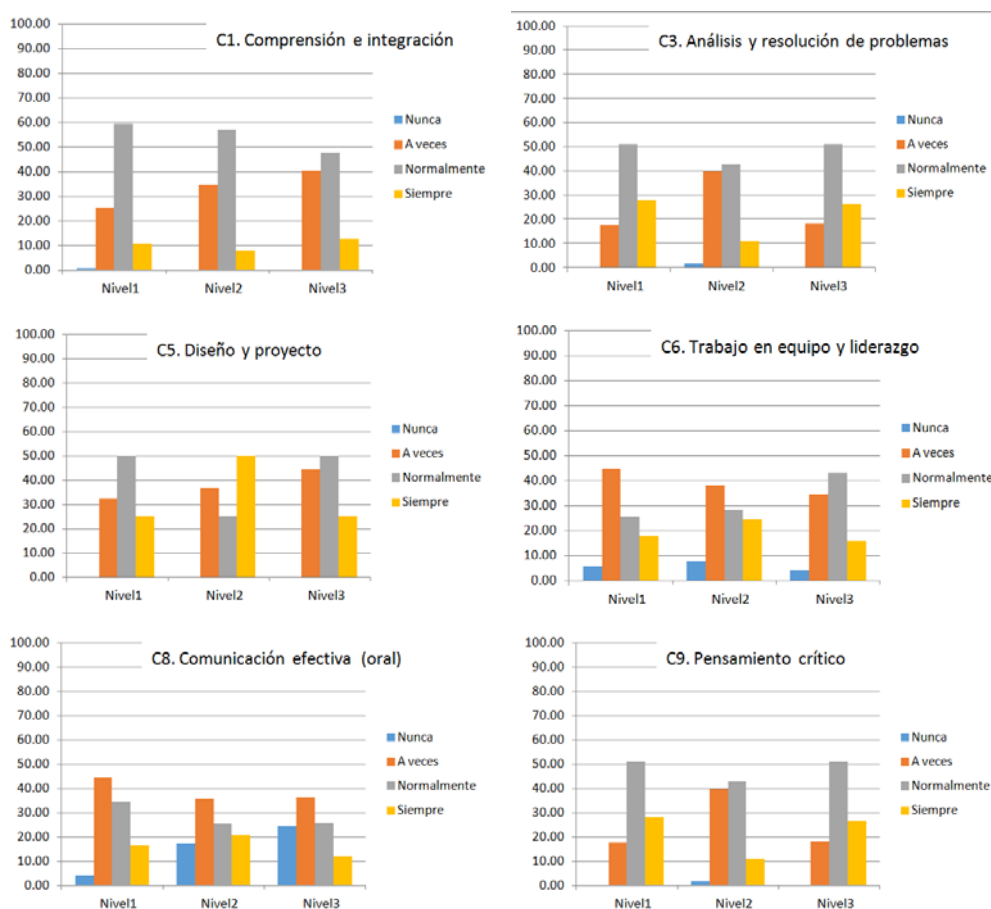 C1. Comprensión e integración
100.00
90.00
80.00
70.00
60.00
50.00
40.00
30.00
20.00
10.00
0.00
Nivel1 Nivel2 Nivel3
Nunca
A veces
Normalmente
Siempre
C3. Análisis y resolución de problemas
100.00
90.00
80.00
70.00
60.00
50.00
40.00
30.00
20.00
10.00
0.00
Nivel1 Nivel2 Nivel3
Nunca
A veces
Normalmente
Siempre
C5. Diseño y proyecto
100.00
90.00
80.00
70.00
60.00
50.00
40.00
30.00
20.00
10.00
0.00
Nivel1 Nivel2 Nivel3
Nunca
A veces
Normalmente
Siempre
C6. Trabajo en equipo y liderazgo
100.00
90.00
80.00
70.00
60.00
50.00
40.00
30.00
20.00
10.00
0.00
Nivel1 Nivel2 Nivel3
Nunca
A veces
Normalmente
Siempre
C8. Comunicación efectiva (oral)
100.00
90.00
80.00
70.00
60.00
50.00
40.00
30.00
20.00
10.00
0.00
Nivel1 Nivel2 Nivel3
Nunca
A veces
Normalmente
Siempre
C9. Pensamiento crítico
100.00
90.00
80.00
70.00
60.00
50.00
40.00
30.00
20.00
10.00
0.00
Nivel1 Nivel2 Nivel3
Nunca
A veces
Normalmente
Siempre